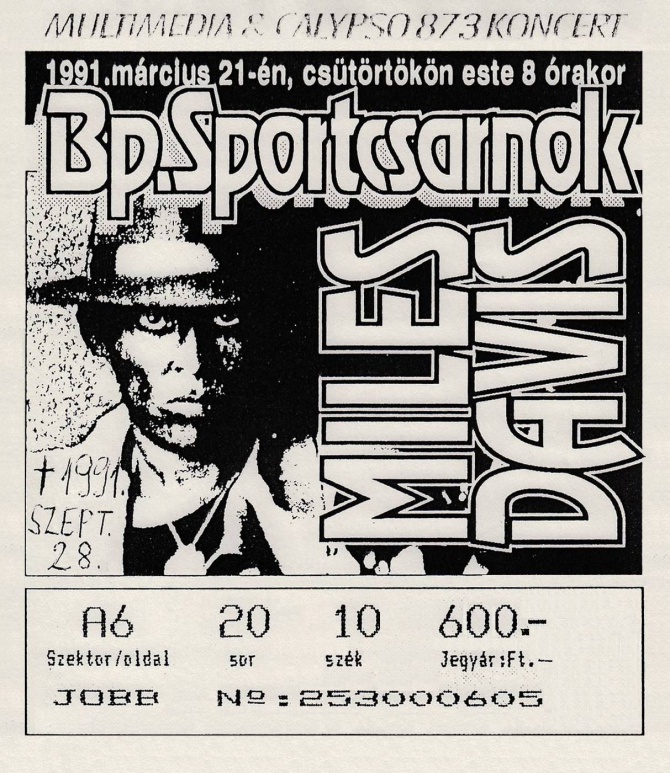 MULTIMEDIA & CALYPSO 873 KONCERT
1991.március 21-én, csütörtökön este 8 órakor
Bp.Sportcsarnok
MILES
DAVIS
† 1991.
SZEPT.
28.
A6 20 10 600.-
Szektor/oldal sor szék Jegyár:Ft.-
JOBB Nº:253000605